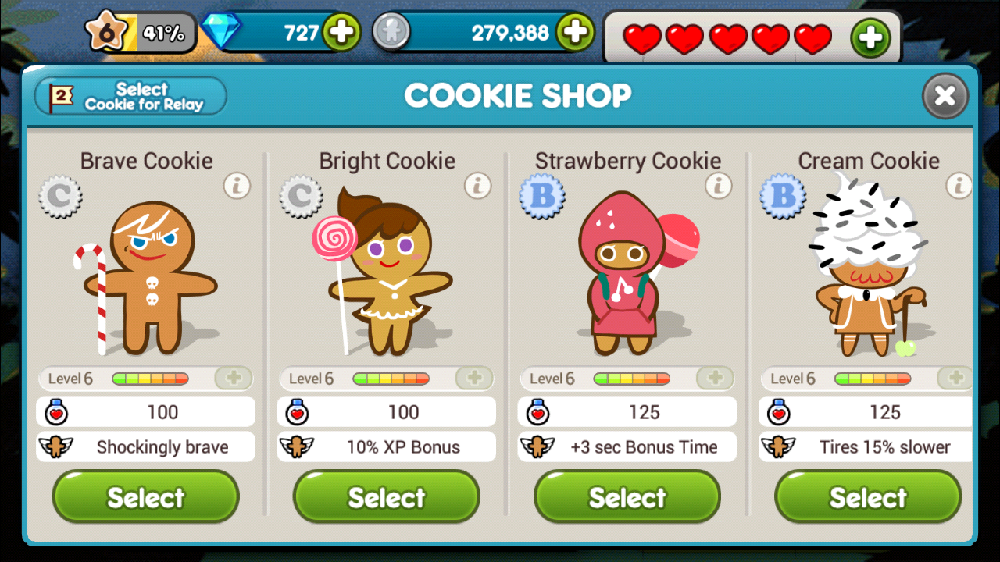 6 41% 727 279,388
2 Select
Cookie for Relay
COOKIE SHOP
Brave Cookie Bright Cookie Strawberry Cookie Cream Cookie
C i C i B i B i
Level 6 Level 6 Level 6 Level 6
100 100 125 125
Shockingly brave 10% XP Bonus +3 sec Bonus Time Tires 15% slower
Select Select Select Select